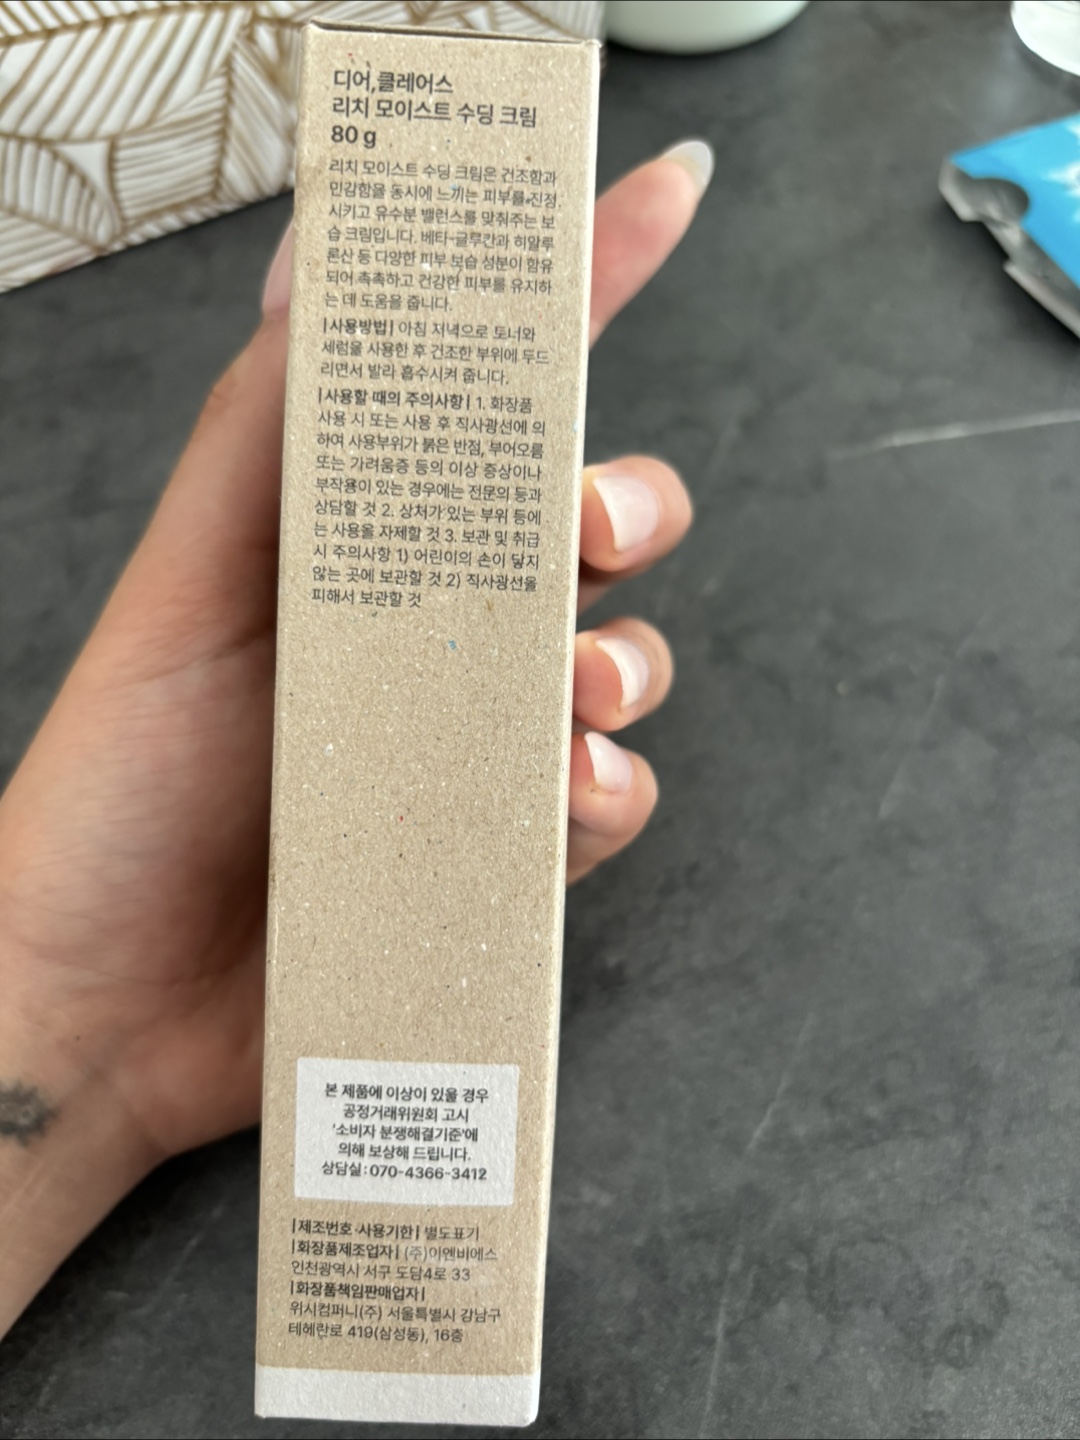 디어,클레어스
리치 모이스트 수딩 크림
80 g
리치 모이스트 수딩 크림은 건조함과
민감함을 동시에 느끼는 피부를 진정
시키고 유수분 밸런스를 맞춰주는 보
습 크림입니다. 베타-글루칸과 히알루
론산 등 다양한 피부 보습 성분이 함유
되어 촉촉하고 건강한 피부를 유지하
는 데 도움을 줍니다.
|사용방법| 아침 저녁으로 토너와
세럼을 사용한 후 건조한 부위에 두드
리면서 발라 흡수시켜 줍니다.
|사용할 때의 주의사항| 1. 화장품
사용 시 또는 사용 후 직사광선에 의
하여 사용부위가 붉은 반점, 부어오름
또는 가려움증 등의 이상 증상이나
부작용이 있는 경우에는 전문의 등과
상담할 것 2. 상처가 있는 부위 등에
는 사용을 자제할 것 3. 보관 및 취급
시 주의사항 1) 어린이의 손이 닿지
않는 곳에 보관할 것 2) 직사광선을
피해서 보관할 것
본 제품에 이상이 있을 경우
공정거래위원회 고시
'소비자 분쟁해결기준'에
의해 보상해 드립니다.
상담실 : 070-4366-3412
|제조번호·사용기한| 별도표기
|화장품제조업자| (주)이앤비에스
인천광역시 서구 도담4로 33
|화장품책임판매업자|
위시컴퍼니(주) 서울특별시 강남구
테헤란로 419(삼성동), 16층